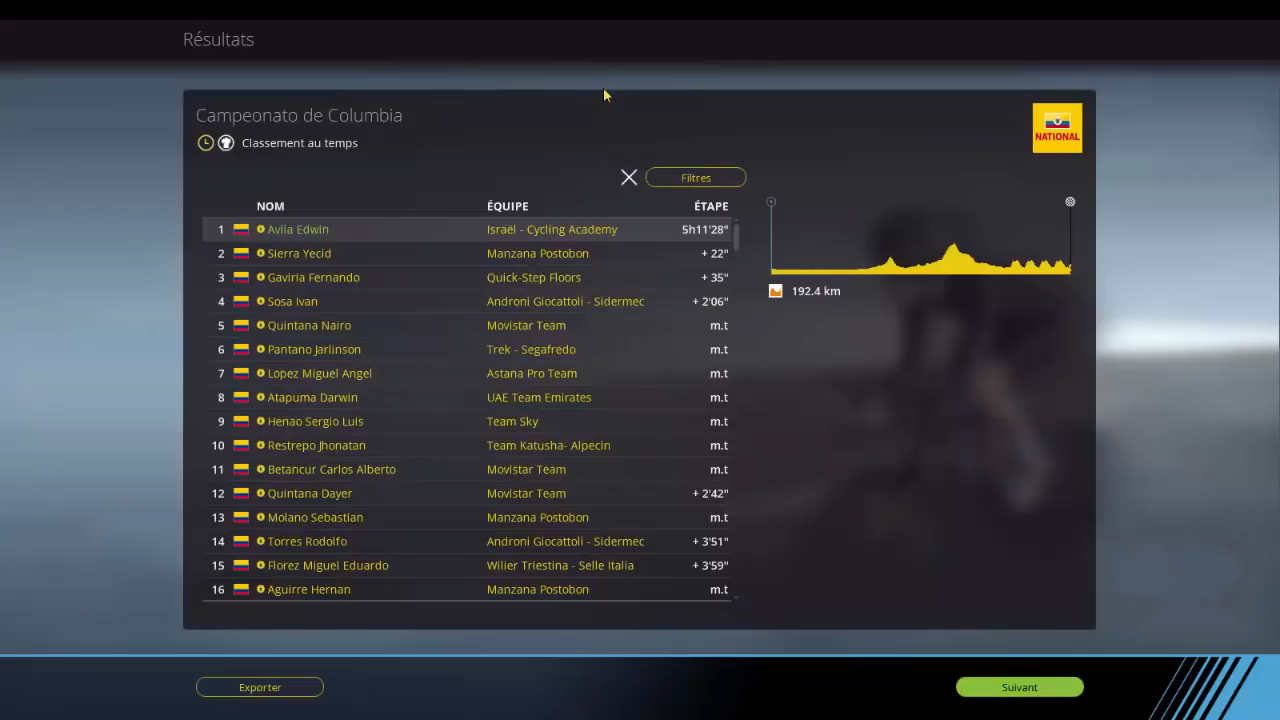 Résultats
Campeonato de Columbia
NATIONAL
Classement au temps
Filtres
NOM ÉQUIPE ÉTAPE
1 Avila Edwin Israël - Cycling Academy 5h11'28"
2 Sierra Yecid Manzana Postobon + 22"
3 Gaviria Fernando Quick-Step Floors + 35"
4 Sosa Ivan Androni Giocattoli - Sidermec + 2'06"
5 Quintana Nairo Movistar Team m.t
6 Pantano Jarlinson Trek - Segafredo m.t
7 Lopez Miguel Angel Astana Pro Team m.t
8 Atapuma Darwin UAE Team Emirates m.t
9 Henao Sergio Luis Team Sky m.t
10 Restrepo Jhonatan Team Katusha- Alpecin m.t
11 Betancur Carlos Alberto Movistar Team m.t
12 Quintana Dayer Movistar Team + 2'42"
13 Molano Sebastian Manzana Postobon m.t
14 Torres Rodolfo Androni Giocattoli - Sidermec + 3'51"
15 Florez Miguel Eduardo Wilier Triestina - Selle Italia + 3'59"
16 Aguirre Hernan Manzana Postobon m.t
192.4 km
Exporter
Suivant